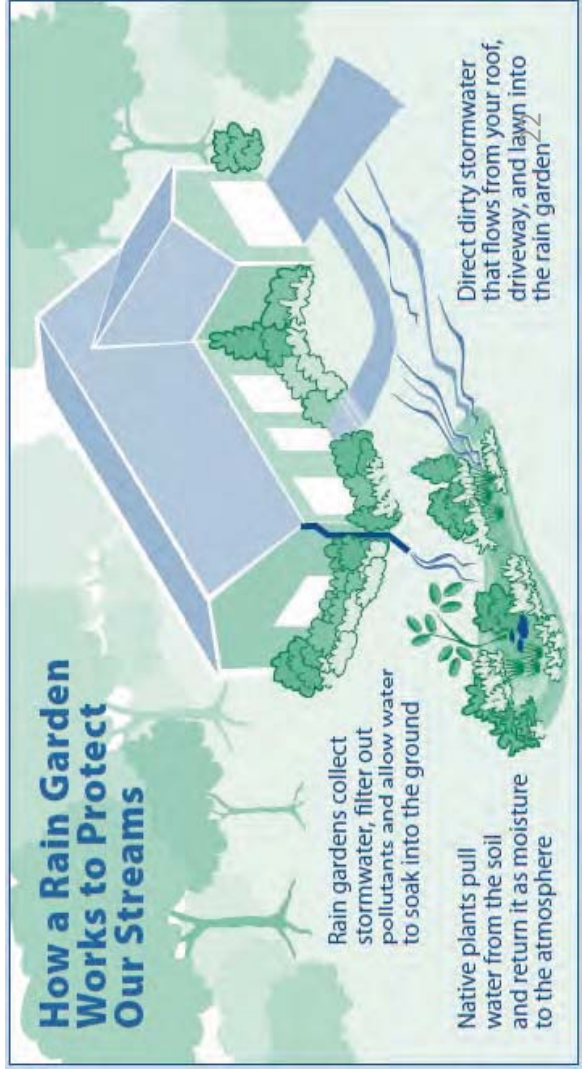 How a Rain Garden
Works to Protect
Our Streams
Rain gardens collect
stormwater, filter out
pollutants and allow water
to soak into the ground
Native plants pull
water from the soil
and return it as moisture
to the atmosphere
Direct dirty stormwater
that flows from your roof,
driveway, and lawn into
the rain garden
22